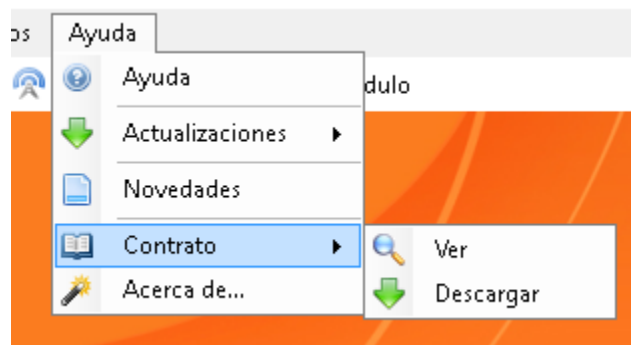 os Ayuda
Ayuda
dulo
Actualizaciones
Novedades
Contrato
Ver
Acerca de...
Descargar